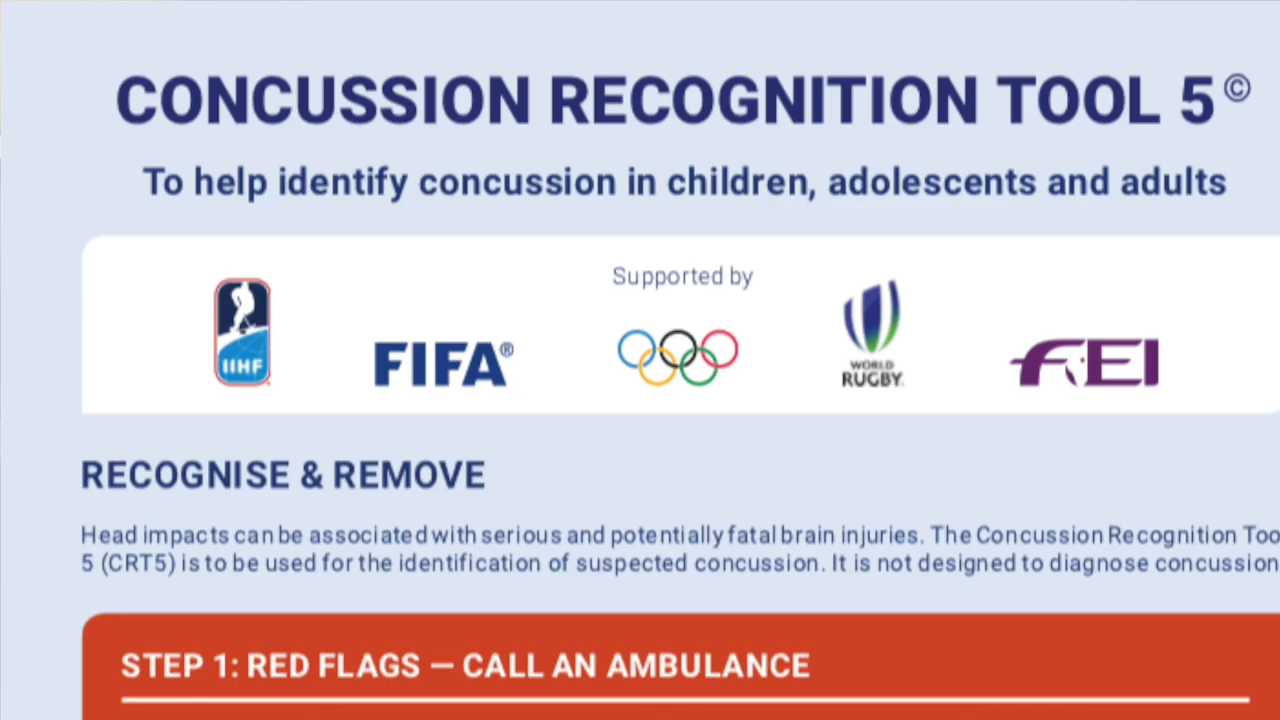 CONCUSSION RECOGNITION TOOL 5©
To help identify concussion in children, adolescents and adults
Supported by
IIHF
FIFA®
WORLD
RUGBY
FEI
RECOGNISE & REMOVE
Head impacts can be associated with serious and potentially fatal brain injuries. The Concussion Recognition Too
5 (CRT5) is to be used for the identification of suspected concussion. It is not designed to diagnose concussion
STEP 1: RED FLAGS — CALL AN AMBULANCE